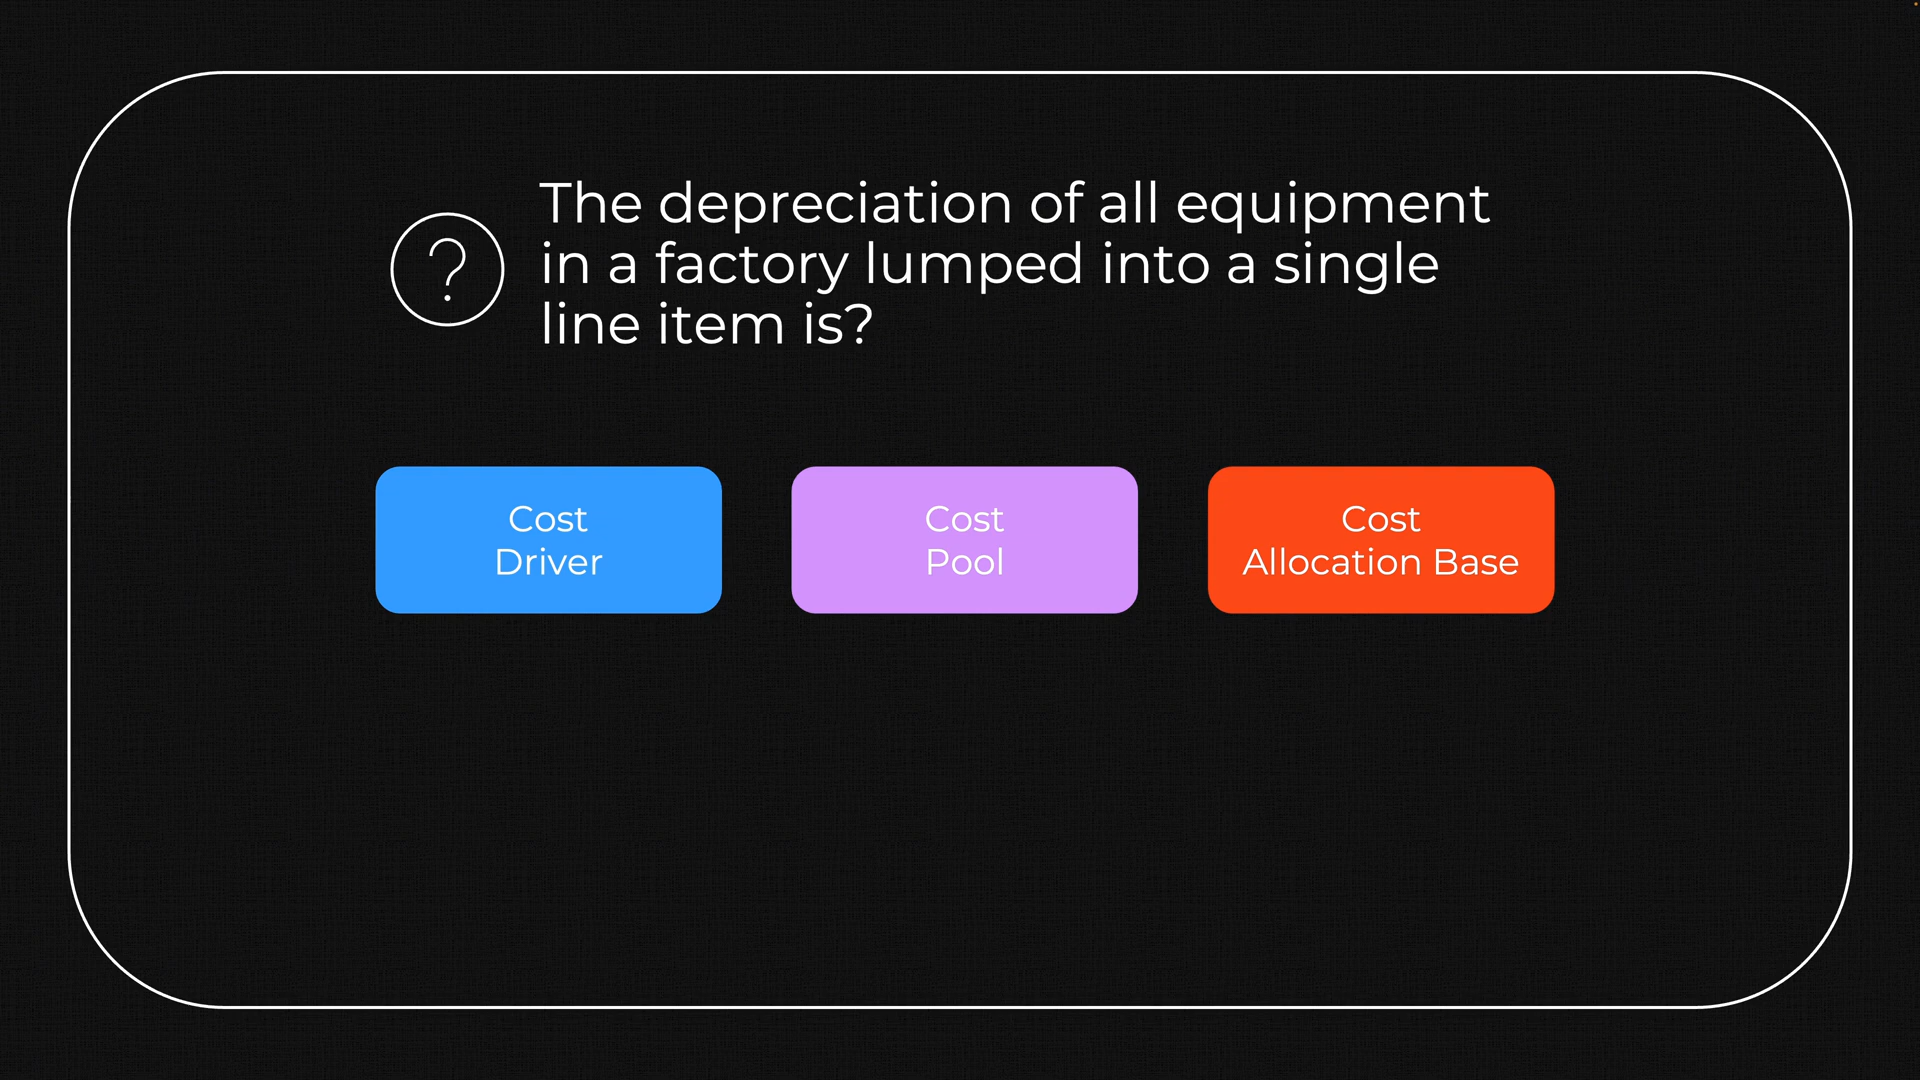 The depreciation of all equipment
in a factory lumped into a single
line item is?
?
Cost
Driver
Cost
Pool
Cost
Allocation Base